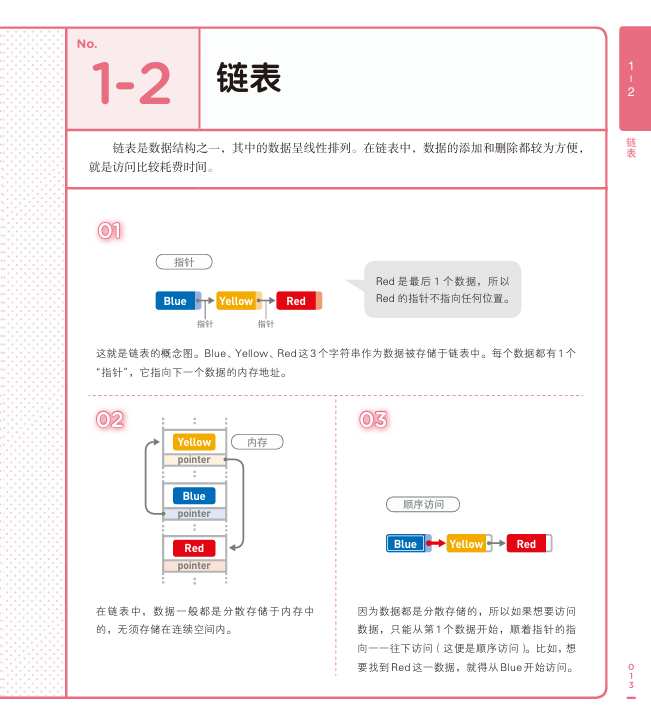 No.
1-2
链表
1-2
链表
链表是数据结构之一，其中的数据呈线性排列。在链表中，数据的添加和删除都较为方便，
就是访问比较耗费时间。
01
指针
Blue
Yellow
Red
指针
指针
Red 是最后 1 个数据，所以
Red 的指针不指向任何位置。
这就是链表的概念图。Blue、Yellow、Red 这 3 个字符串作为数据被存储于链表中。每个数据都有 1 个
“指针”，它指向下一个数据的内存地址。
02
Yellow
pointer
内存
Blue
pointer
Red
pointer
在链表中，数据一般都是分散存储于内存中
的，无须存储在连续空间内。
03
顺序访问
Blue
Yellow
Red
因为数据都是分散存储的，所以如果想要访问
数据，只能从第 1 个数据开始，顺着指针的指
向一一往下访问（这便是顺序访问）。比如，想
要找到 Red 这一数据，就得从 Blue 开始访问。
013